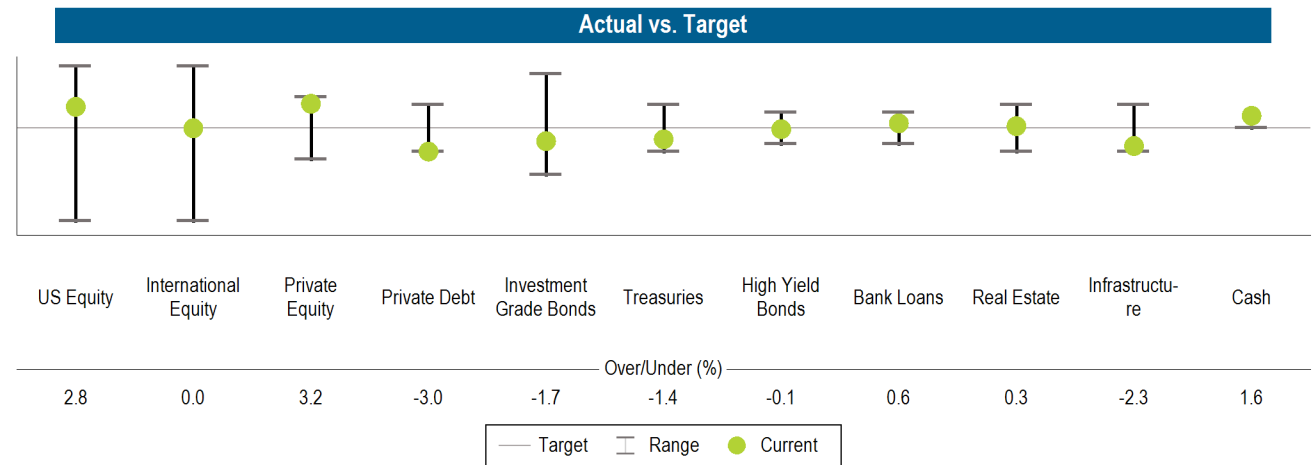 Actual vs. Target
US Equity
International
Equity
Private
Equity
Private Debt
Investment
Grade Bonds
Treasuries
High Yield
Bonds
Bank Loans
Real Estate
Infrastructu-
re
Cash
Over/Under (%)
2.8 0.0 3.2 -3.0 -1.7 -1.4 -0.1 0.6 0.3 -2.3 1.6
Target Range Current